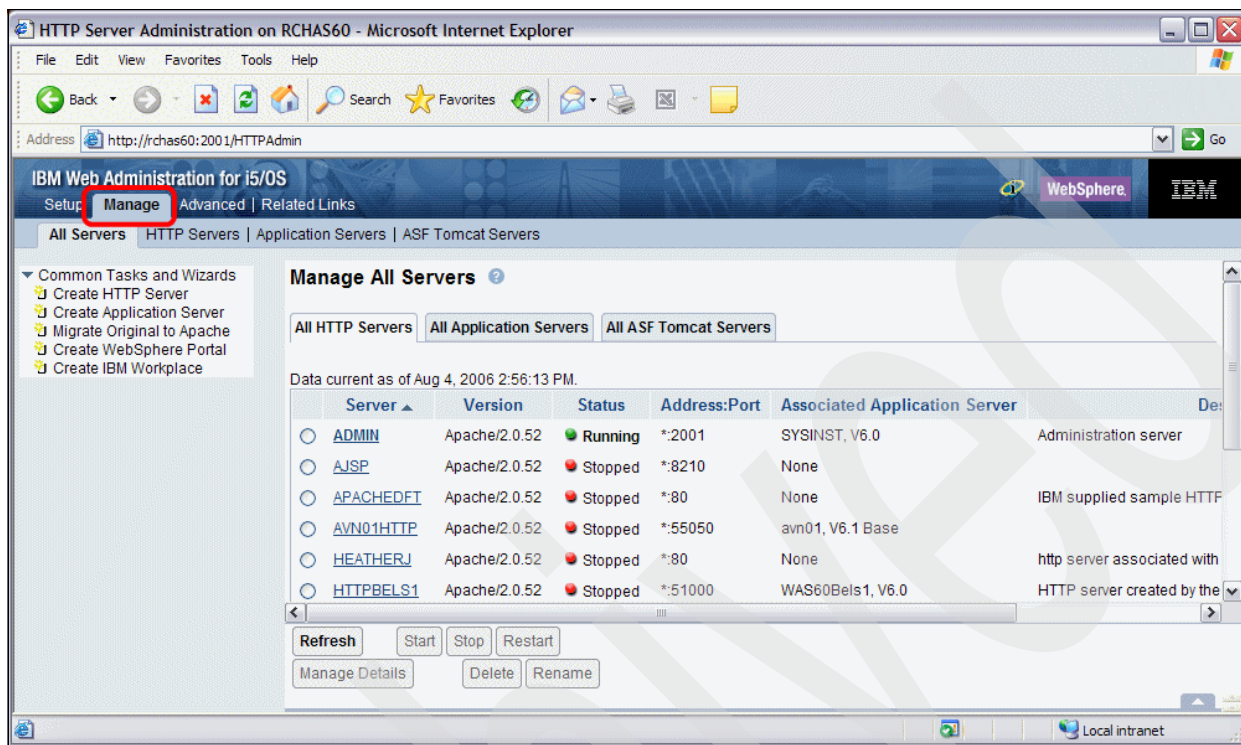 HTTP Server Administration on RCHAS60 - Microsoft Internet Explorer
File Edit View Favorites Tools Help
Back Search Favorites
Address http://rchas60:2001/HTTPAdmin Go
IBM Web Administration for i5/OS
WebSphere. IBM
Setup Manage Advanced | Related Links
All Servers HTTP Servers | Application Servers | ASF Tomcat Servers
Common Tasks and Wizards
Create HTTP Server
Create Application Server
Migrate Original to Apache
Create WebSphere Portal
Create IBM Workplace
Manage All Servers ?
All HTTP Servers All Application Servers All ASF Tomcat Servers
Data current as of Aug 4, 2006 2:56:13 PM.
Server Version Status Address:Port Associated Application Server Des
ADMIN Apache/2.0.52 Running *:2001 SYSINST, V6.0 Administration server
AJSP Apache/2.0.52 Stopped *:8210 None
APACHEDFT Apache/2.0.52 Stopped *:80 None IBM supplied sample HTTP
AVN01HTTP Apache/2.0.52 Stopped *:55050 avn01, V6.1 Base
HEATHERJ Apache/2.0.52 Stopped *:80 None http server associated with
HTTPBELS1 Apache/2.0.52 Stopped *:51000 WAS60Bels1, V6.0 HTTP server created by the
Refresh Start Stop Restart
Manage Details Delete Rename
Local intranet